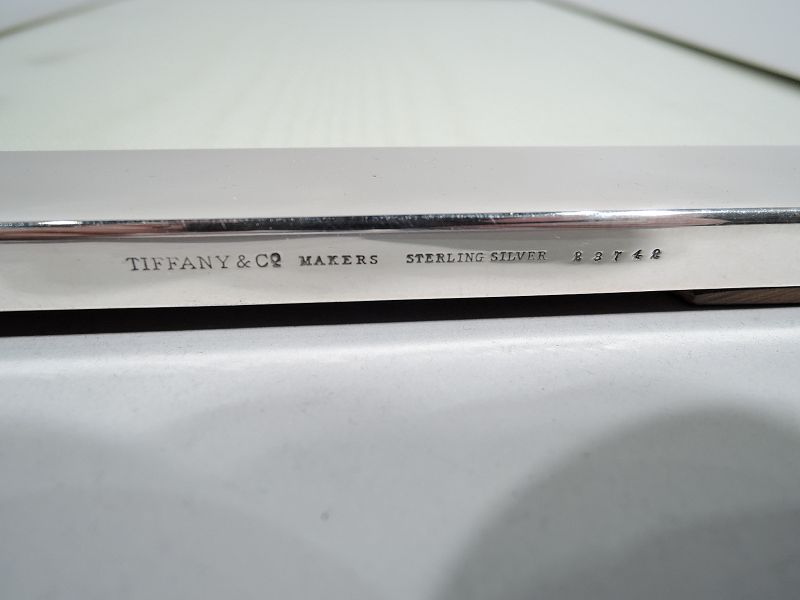 TIFFANY & Co MAKERS STERLING SILVER 23742